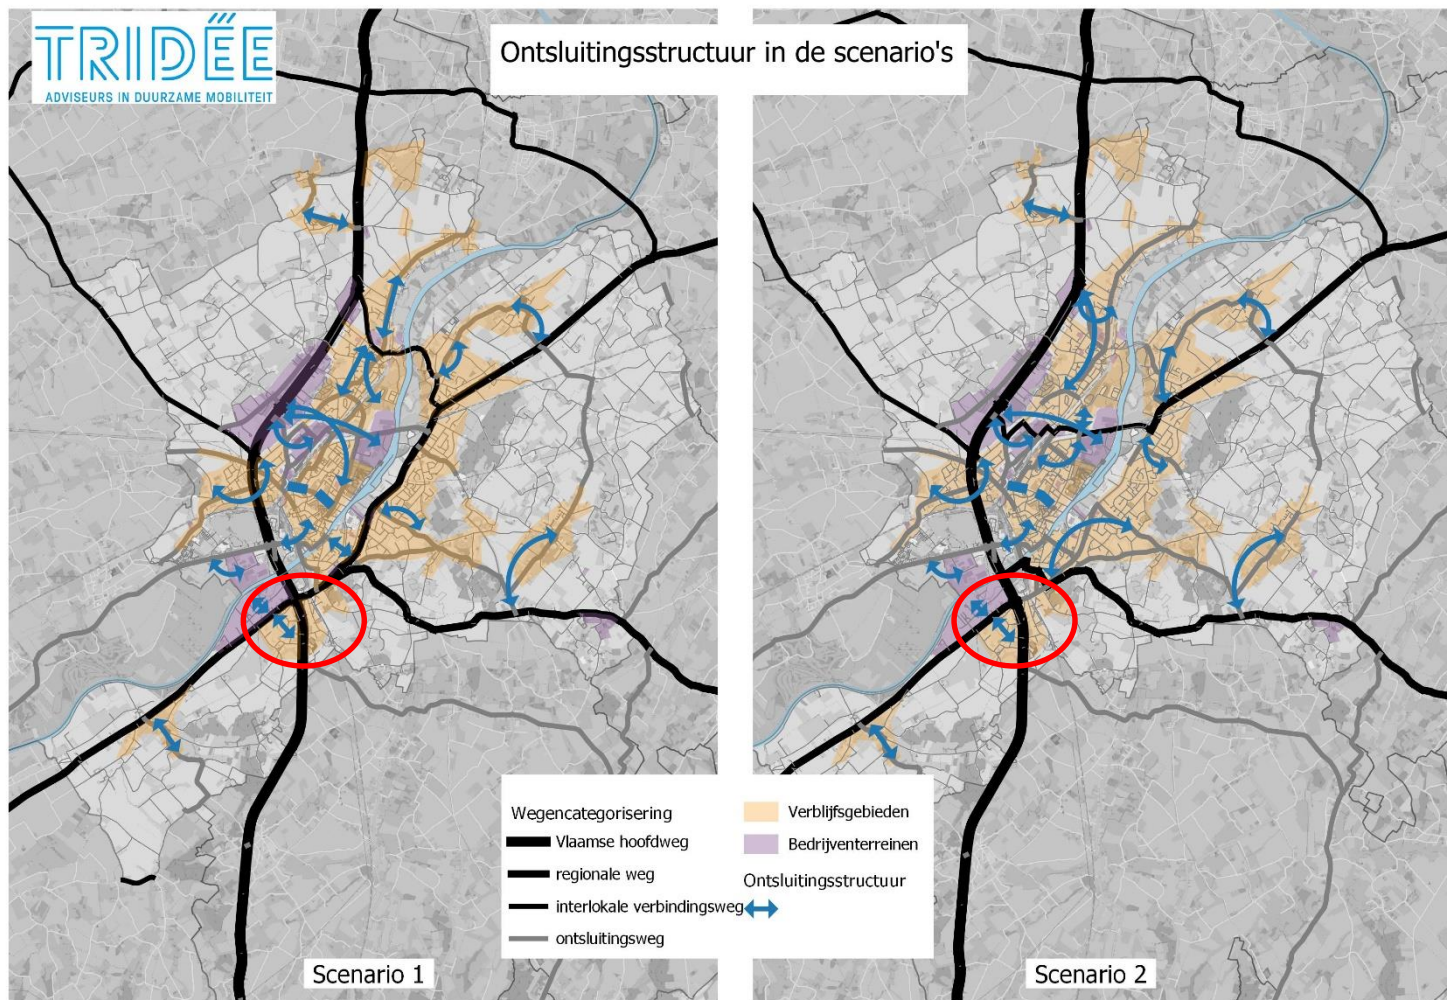 TRIDËE
ADVISEURS IN DUURZAME MOBILITEIT
Ontsluitingsstructuur in de scenario's
Wegencategorisering
Vlaamse hoofdweg
regionale weg
interlokale verbindingsweg
ontsluitingsweg
Verblijfsgebieden
Bedrijventerreinen
Ontsluitingsstructuur
Scenario 1
Scenario 2